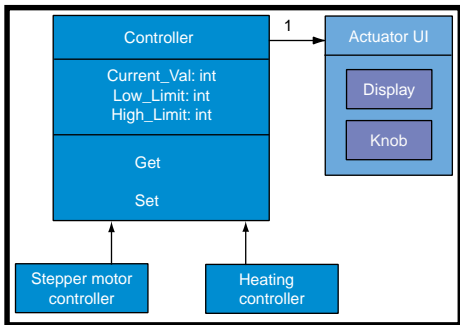 Controller
1
Actuator UI
Current_Val: int
Low_Limit: int
High_Limit: int
Display
Knob
Get
Set
Stepper motor
controller
Heating
controller